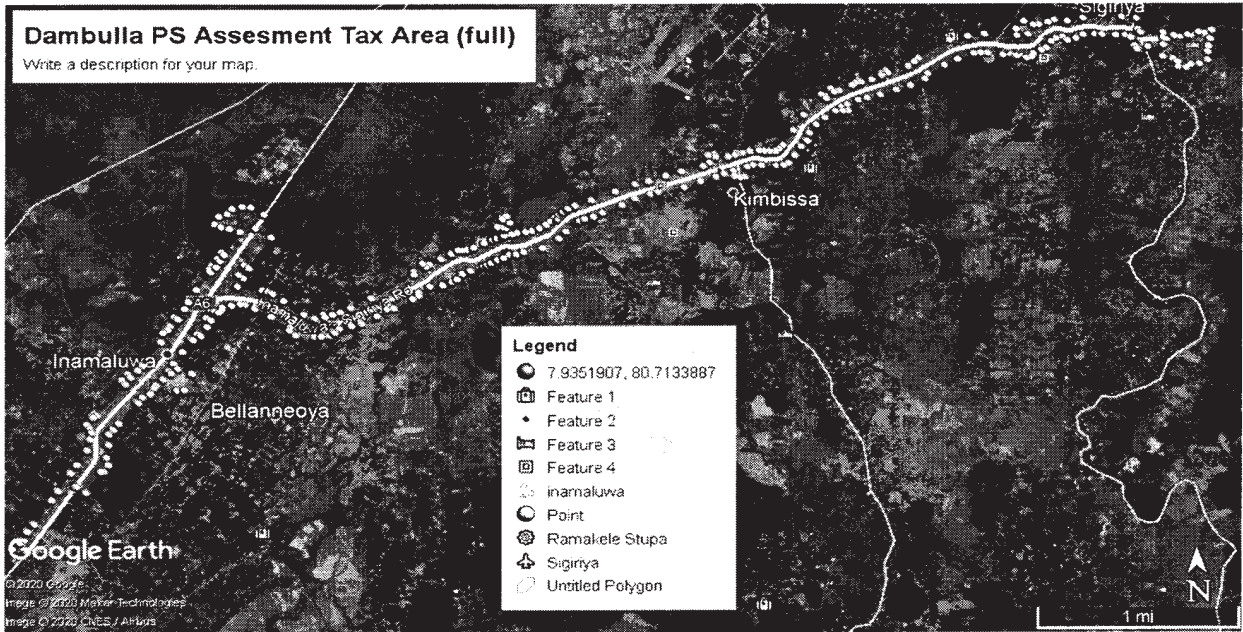 Dambulla PS Assesment Tax Area (full)
Write a description for your map.
Sigiriya
Kimbissa
A6
Inamaluwa
Bellanneoya
Legend
7.9351907, 80.7133887
Feature 1
Feature 2
Feature 3
Feature 4
inamaluwa
Point
Ramakele Stupa
Sigiriya
Untitled Polygon
Google Earth
© 2020 Google
Image © 2020 Maxar Technologies
Image © 2020 CNES / Airbus
N
1 mi